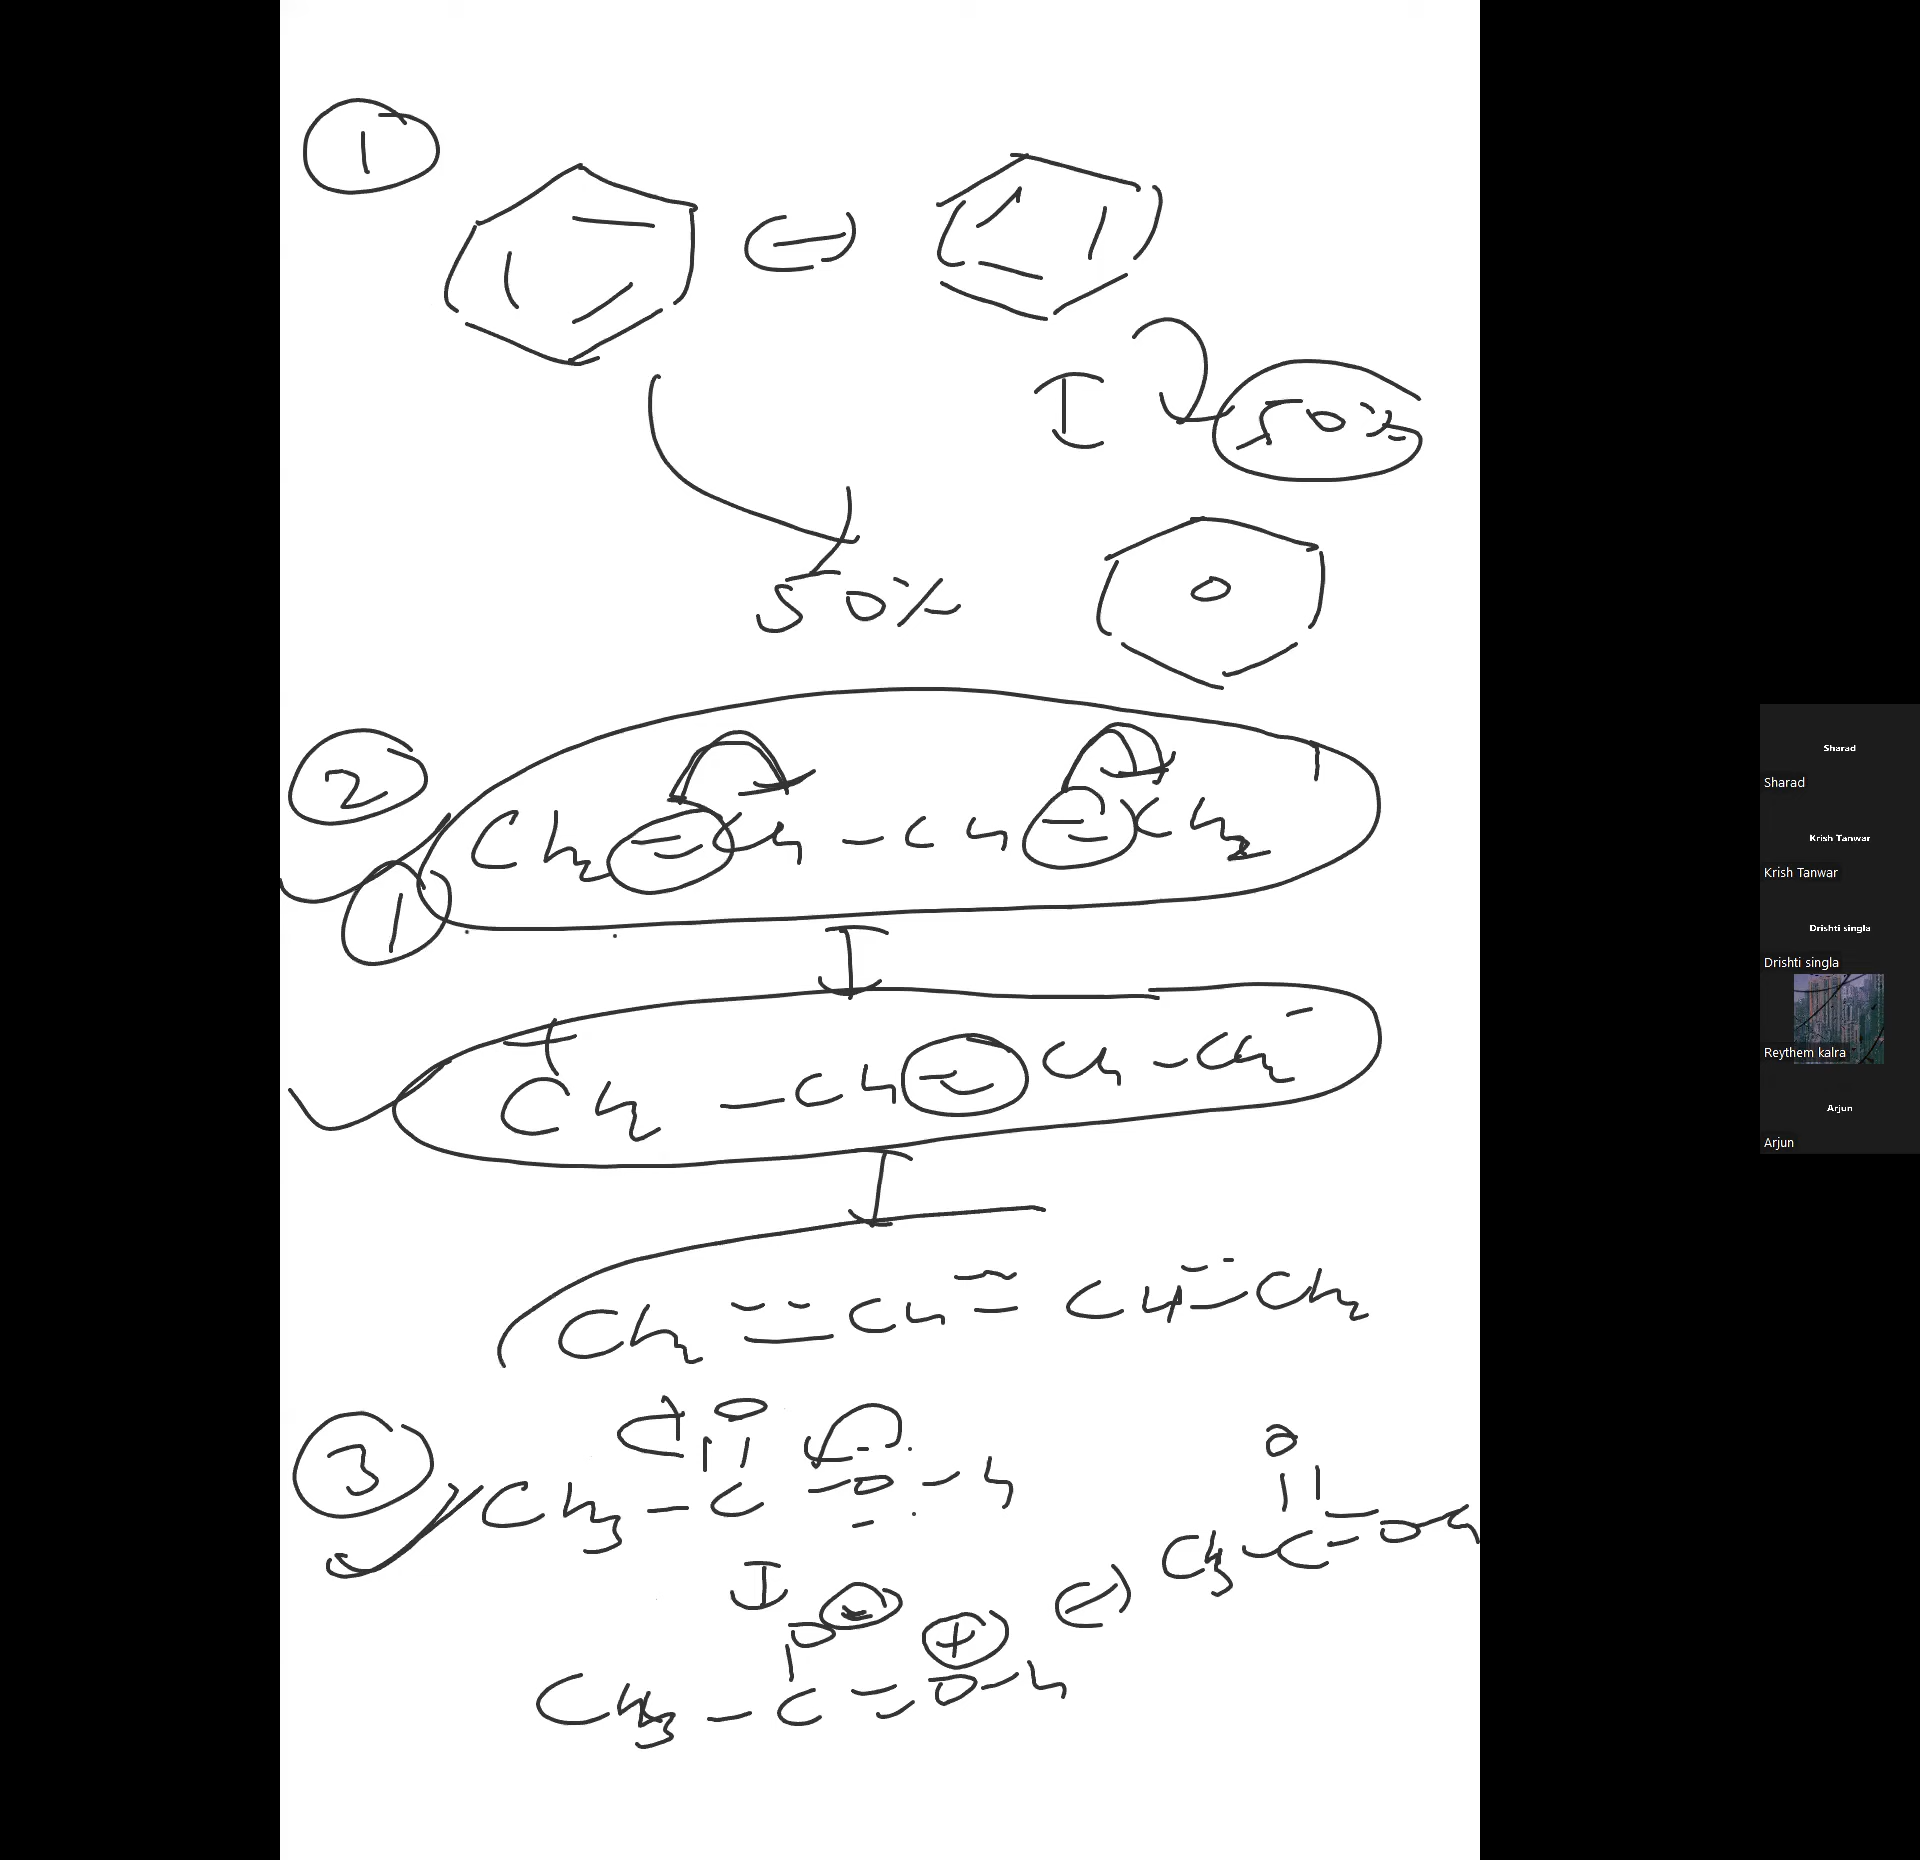 1
I 50%
50%
2
CH2 = CH - CH = CH2
1
I
+ -
CH2 - CH = CH - CH2
I
CH2 = CH = CH = CH2
3
O
CH3 - C - O - H
O
CH3 - C = OH
I
O - +
CH3 - C = O - H
Sharad
Sharad
Krish Tanwar
Krish Tanwar
Drishti singla
Drishti singla
Reythem kalra
Arjun
Arjun